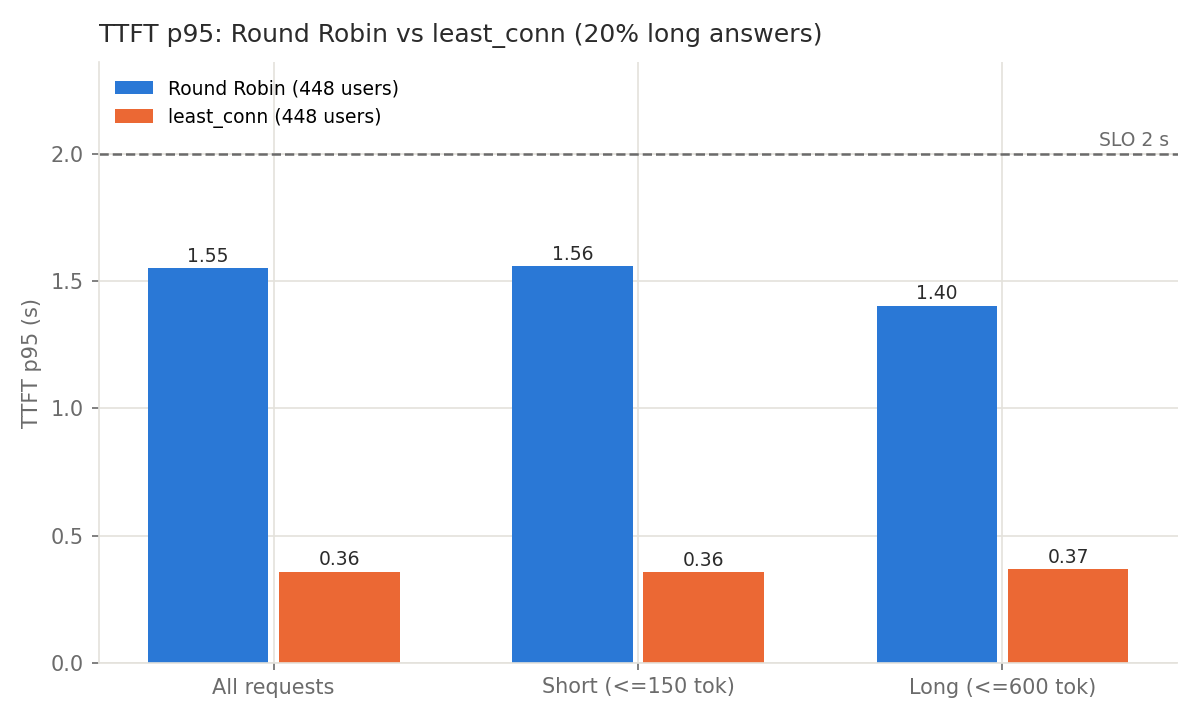 TTFT p95: Round Robin vs least_conn (20% long answers)
Round Robin (448 users)
least_conn (448 users)
SLO 2 s
TTFT p95 (s)
2.0
1.5
1.0
0.5
0.0
1.55
0.36
1.56
0.36
1.40
0.37
All requests
Short (<=150 tok)
Long (<=600 tok)